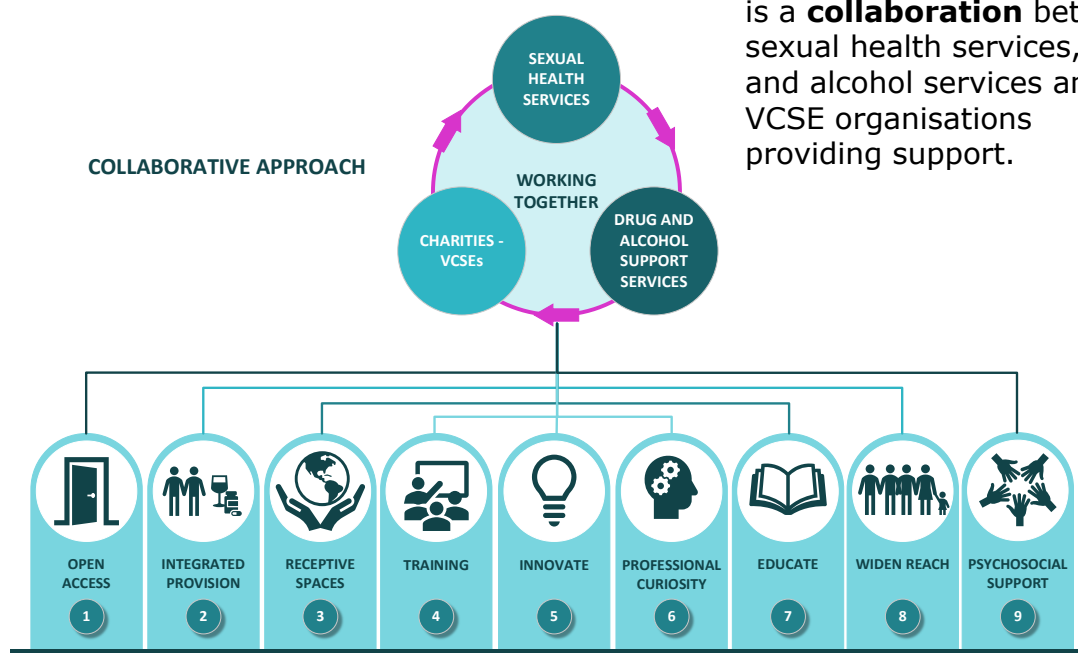 is a collaboration
sexual health services,
and alcohol services
VCSE organisations
providing support.
COLLABORATIVE APPROACH
SEXUAL
HEALTH
SERVICES
WORKING
TOGETHER
CHARITIES -
VCSEs
DRUG AND
ALCOHOL
SUPPORT
SERVICES
OPEN
ACCESS
1
INTEGRATED
PROVISION
2
RECEPTIVE
SPACES
3
TRAINING
4
INNOVATE
5
PROFESSIONAL
CURIOSITY
6
EDUCATE
7
WIDEN REACH
8
PSYCHOSOCIAL
SUPPORT
9